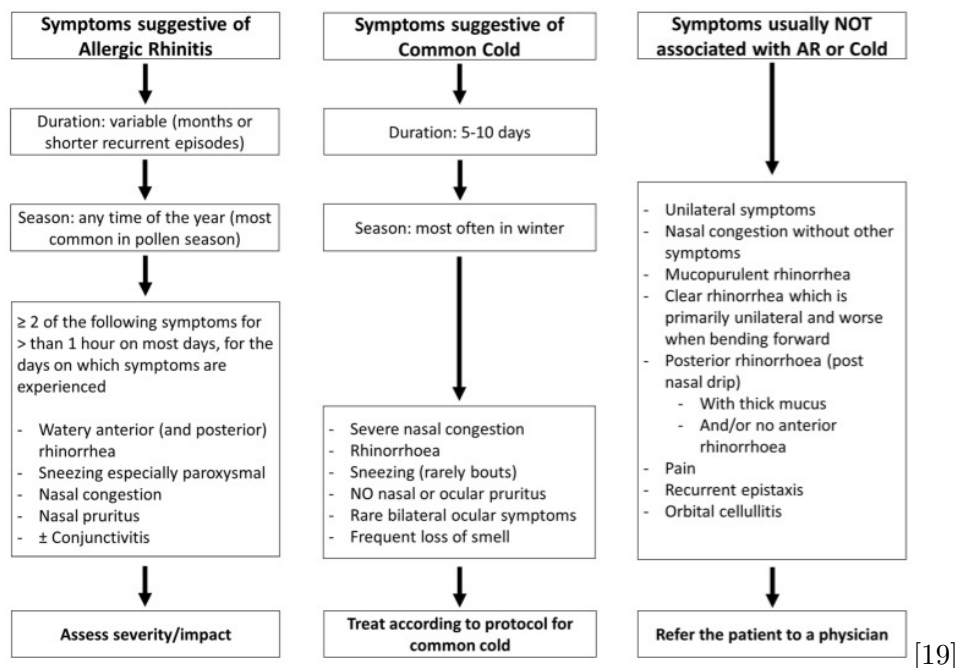 Symptoms suggestive of
Allergic Rhinitis
Duration: variable (months or
shorter recurrent episodes)
Season: any time of the year (most
common in pollen season)
≥ 2 of the following symptoms for
> than 1 hour on most days, for the
days on which symptoms are
experienced
- Watery anterior (and posterior)
rhinorrhea
- Sneezing especially paroxysmal
- Nasal congestion
- Nasal pruritus
- ± Conjunctivitis
Assess severity/impact
Symptoms suggestive of
Common Cold
Duration: 5-10 days
Season: most often in winter
- Severe nasal congestion
- Rhinorrhoea
- Sneezing (rarely bouts)
- NO nasal or ocular pruritus
- Rare bilateral ocular symptoms
- Frequent loss of smell
Treat according to protocol for
common cold
Symptoms usually NOT
associated with AR or Cold
- Unilateral symptoms
- Nasal congestion without other
symptoms
- Mucopurulent rhinorrhea
- Clear rhinorrhea which is
primarily unilateral and worse
when bending forward
- Posterior rhinorrhoea (post
nasal drip)
- With thick mucus
- And/or no anterior
rhinorrhoea
- Pain
- Recurrent epistaxis
- Orbital cellullitis
Refer the patient to a physician
[19]